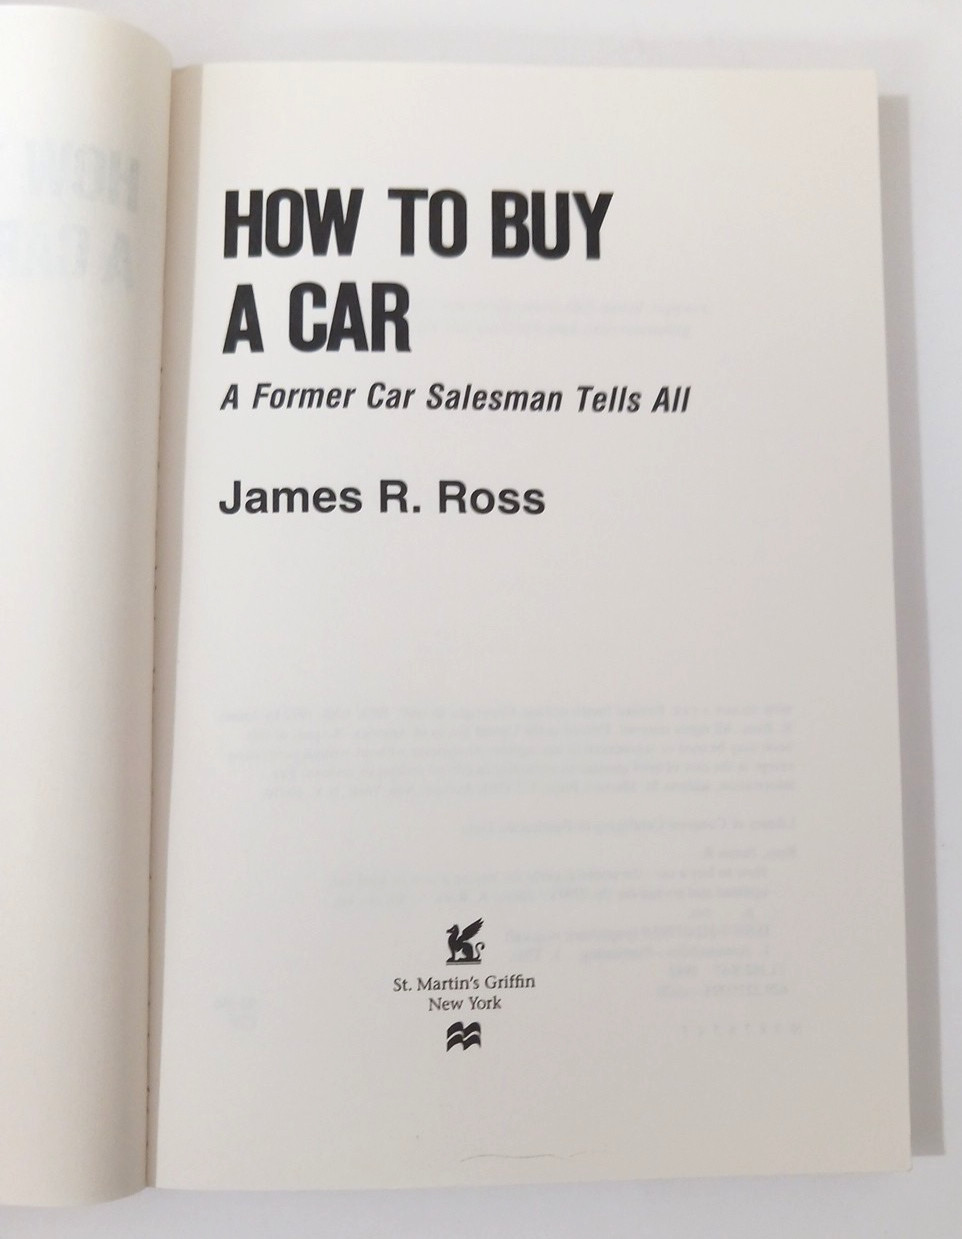 HOW TO BUY
A CAR
A Former Car Salesman Tells All
James R. Ross
St. Martin's Griffin
New York